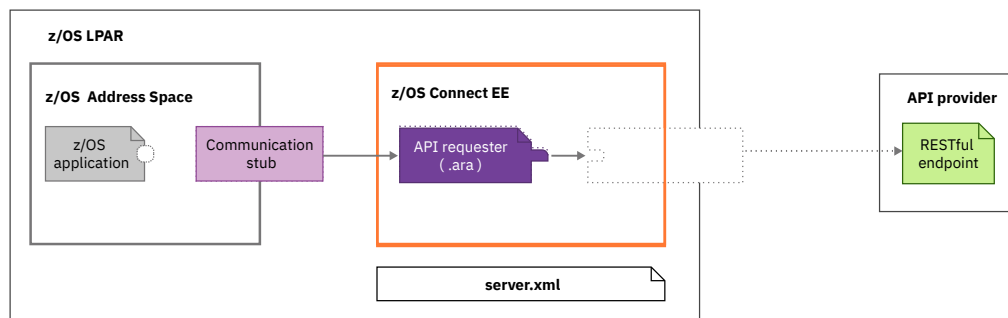 z/OS LPAR
z/OS Address Space
z/OS
application
Communication
stub
z/OS Connect EE
API requester
( .ara )
server.xml
API provider
RESTful
endpoint